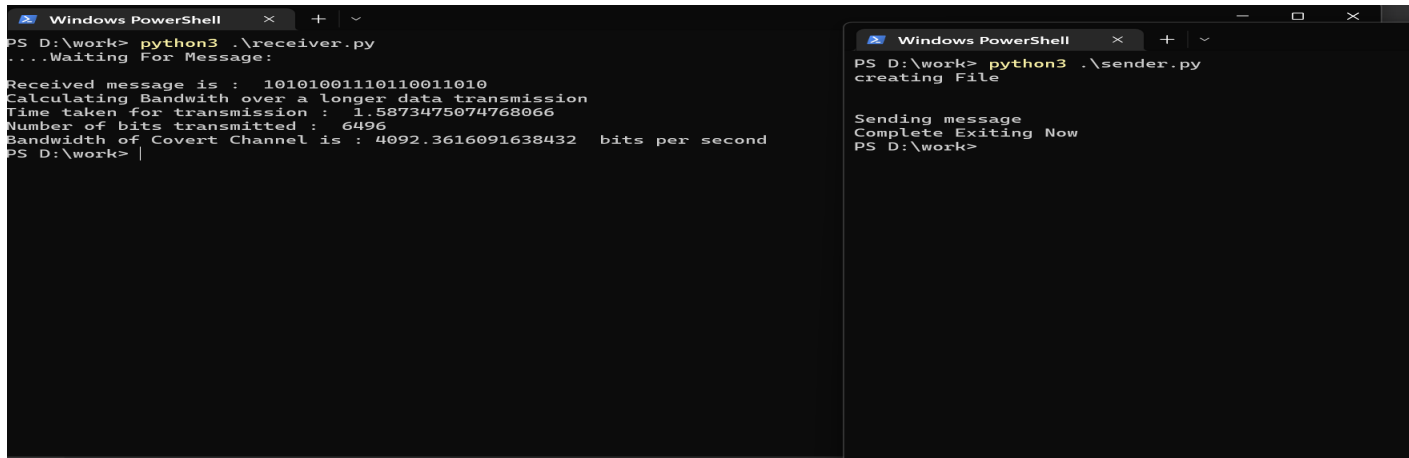 Windows PowerShell
PS D:\work> python3 .\receiver.py
....Waiting For Message:
Received message is :  10101001110110011010
Calculating Bandwith over a longer data transmission
Time taken for transmission :  1.5873475074768066
Number of bits transmitted :  6496
Bandwidth of Covert Channel is : 4092.3616091638432  bits per second
PS D:\work>
Windows PowerShell
PS D:\work> python3 .\sender.py
creating File
Sending message
Complete Exiting Now
PS D:\work>